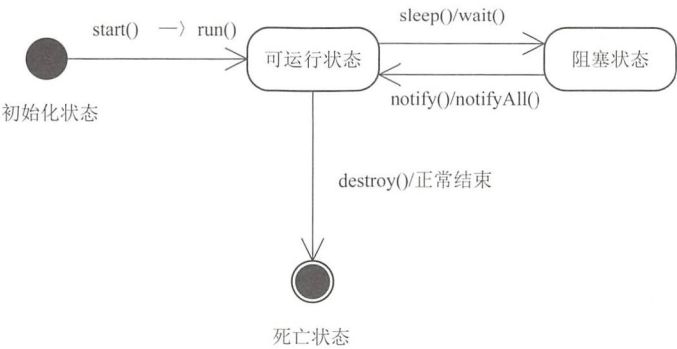 start() —> run()
sleep()/wait()
可运行状态
阻塞状态
初始化状态
notify()/notifyAll()
destroy()/正常结束
死亡状态